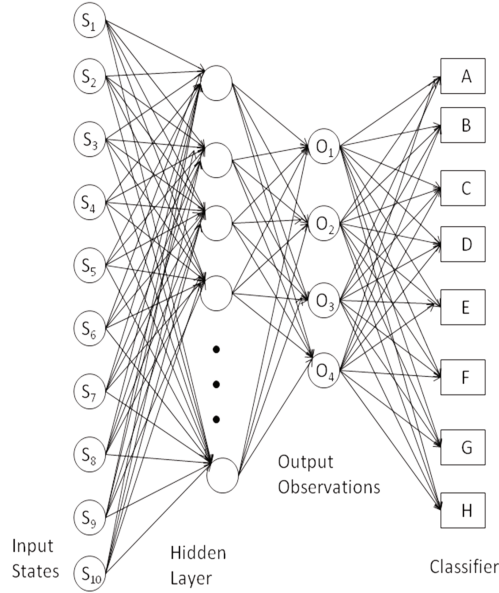 S1
S2
S3
S4
S5
S6
S7
S8
S9
S10
Input
States
Hidden
Layer
O1
O2
O3
O4
Output
Observations
A
B
C
D
E
F
G
H
Classifier